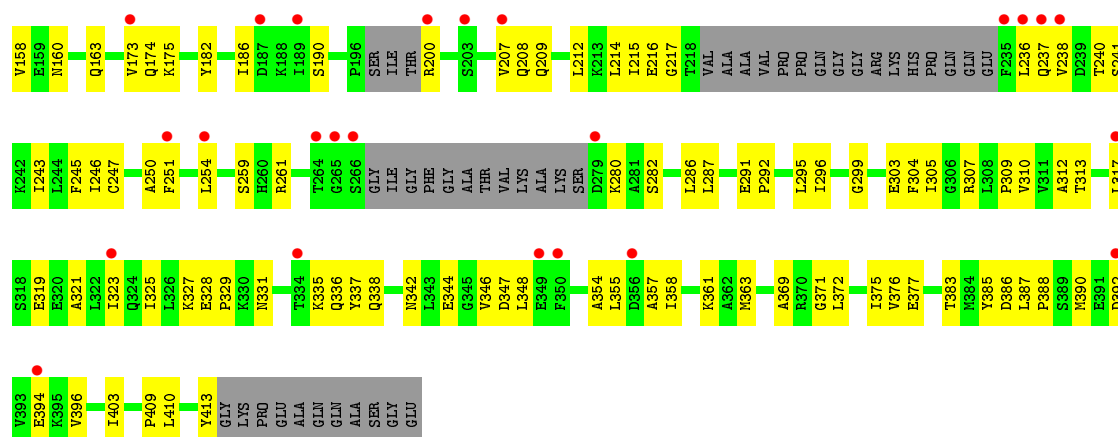 V158 E159 N160 Q163 V173 Q174 K175 Y182 I186 D187 K188 I189 S190 P196 SER ILE THR R200 S203 V207 Q208 Q209 L212 K213 L214 I215 E216 G217 T218 VAL ALA ALA VAL PRO PRO GLN GLY GLY ARG LYS HIS PRO GLN GLN GLU F235 L236 Q237 V238 D239 T240 S241
K242 I243 L244 F245 I246 C247 A250 F251 L254 S259 H260 R261 T264 G265 S266 GLY ILE GLY PHE GLY ALA THR VAL LYS ALA LYS SER D279 K280 A281 S282 L286 L287 E291 P292 L295 I296 G299 E303 F304 I305 G306 R307 L308 P309 V310 V311 A312 T313 L317
S318 E319 E320 A321 L322 I323 Q324 I325 L326 K327 E328 P329 K330 N331 T334 K335 Q336 Y337 Q338 N342 L343 E344 G345 V346 D347 L348 E349 F350 A354 L355 D356 A357 I358 K361 A362 M363 A369 R370 G371 L372 I375 V376 E377 T383 M384 Y385 D386 L387 P388 S389 M390 E391 D392
V393 E394 K395 V396 I403 P409 L410 Y413 GLY LYS PRO GLU ALA GLN GLN ALA SER GLY GLU